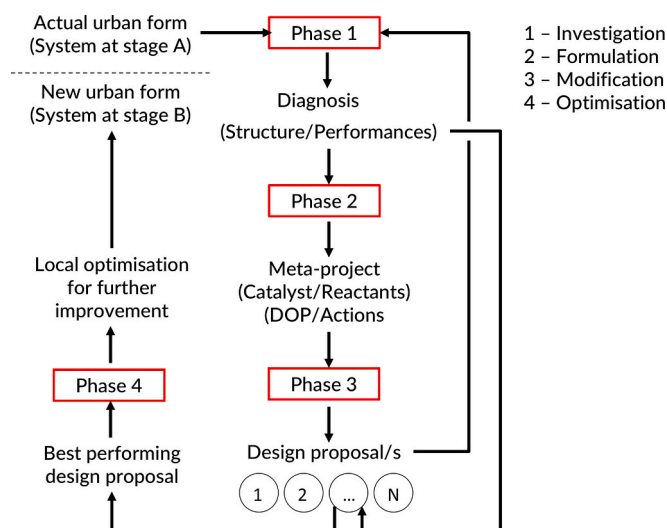 Actual urban form
(System at stage A)
Phase 1
1 – Investigation
2 – Formulation
3 – Modification
4 – Optimisation
New urban form
(System at stage B)
Diagnosis
(Structure/Performances)
Phase 2
Local optimisation
for further
improvement
Meta-project
(Catalyst/Reactants)
(DOP/Actions
Phase 4
Phase 3
Best performing
design proposal
Design proposal/s
1 2 ... N